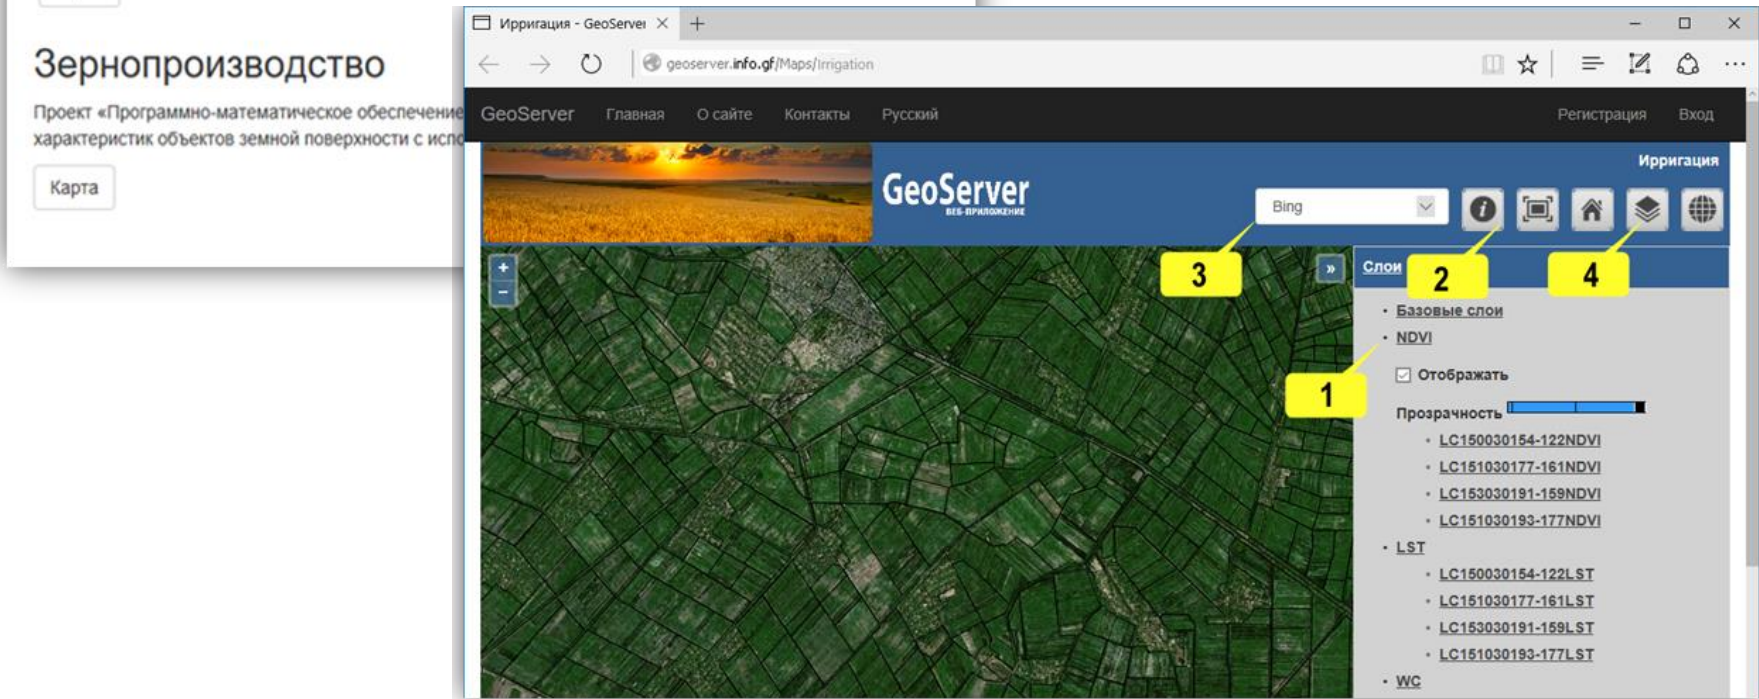 Зернопроизводство
Проект «Программно-математическое обеспечение
характеристик объектов земной поверхности с испо
Карта
Ирригация - GeoServer
geoserver.info.gf/Maps/Irrigation
GeoServer Главная О сайте Контакты Русский Регистрация Вход
Ирригация
GeoServer
ВЕБ-ПРИЛОЖЕНИЕ
Bing
i
3
2
4
1
+
−
»
Слои
Базовые слои
NDVI
Отображать
Прозрачность
LC150030154-122NDVI
LC151030177-161NDVI
LC153030191-159NDVI
LC151030193-177NDVI
LST
LC150030154-122LST
LC151030177-161LST
LC153030191-159LST
LC151030193-177LST
WC